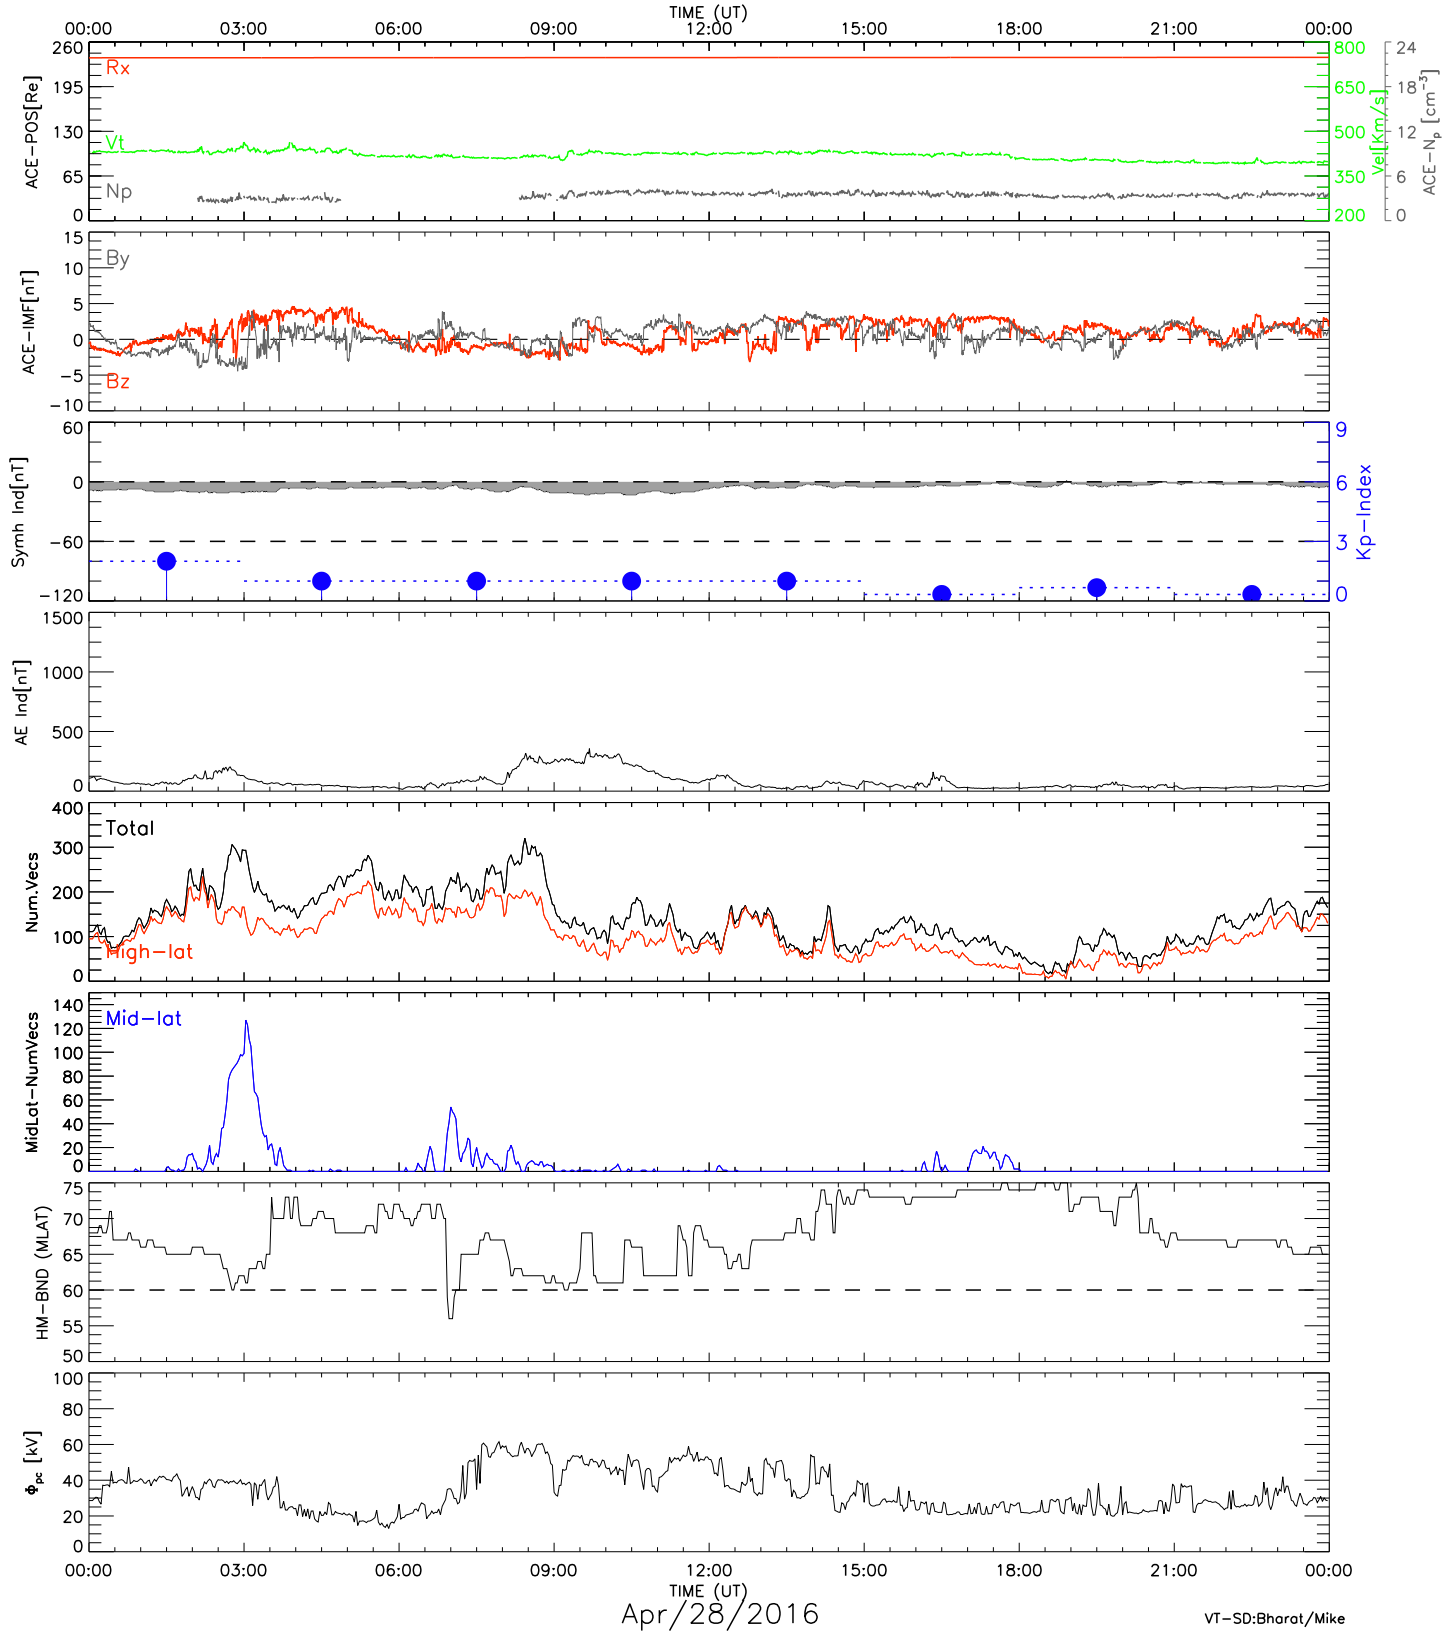 TIME (UT)
00:00 03:00 06:00 09:00 12:00 15:00 18:00 21:00 00:00
260 195 130 65 0
ACE-POS[Re]
Rx
Vt
Np
800 650 500 350 200
Vel[Km/s]
24 18 12 6 0
ACE-Np [cm-3]
15 10 5 0 -5 -10
ACE-IMF[nT]
By
Bz
60 0 -60 -120
Symh Ind[nT]
9 6 3 0
Kp-Index
1500 1000 500 0
AE Ind[nT]
400 300 200 100 0
Num.Vecs
Total
High-lat
140 120 100 80 60 40 20 0
MidLat-NumVecs
Mid-lat
75 70 65 60 55 50
HM-BND (MLAT)
100 80 60 40 20 0
Φpc [kV]
00:00 03:00 06:00 09:00 12:00 15:00 18:00 21:00 00:00
TIME (UT)
Apr/28/2016
VT-SD:Bharat/Mike